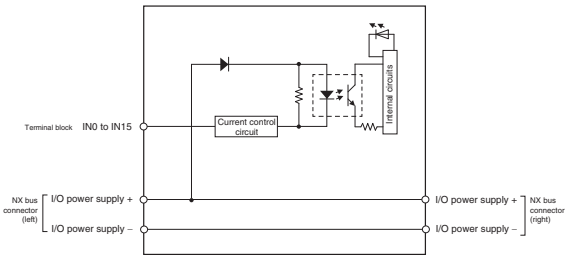 Internal circuits
Current control
circuit
Terminal block IN0 to IN15
NX bus
connector
(left)
I/O power supply +
I/O power supply −
I/O power supply +
I/O power supply −
NX bus
connector
(right)